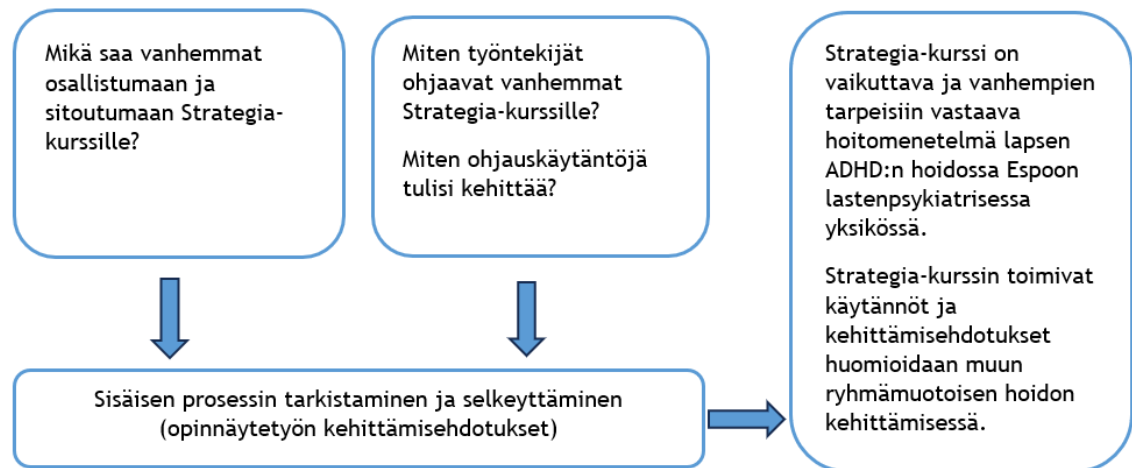 Mikä saa vanhemmat
osallistumaan ja
sitoutumaan Strategia-
kurssille?
Miten työntekijät
ohjaavat vanhemmat
Strategia-kurssille?
Miten ohjauskäytäntöjä
tulisi kehittää?
Sisäisen prosessin tarkistaminen ja selkeyttäminen
(opinnäytetyön kehittämisehdotukset)
Strategia-kurssi on
vaikuttava ja vanhempien
tarpeisiin vastaava
hoitomenetelmä lapsen
ADHD:n hoidossa Espoon
lastenpsykiatrisessa
yksikössä.
Strategia-kurssin toimivat
käytännöt ja
kehittämisehdotukset
huomioidaan muun
ryhmämuotoisen hoidon
kehittämisessä.